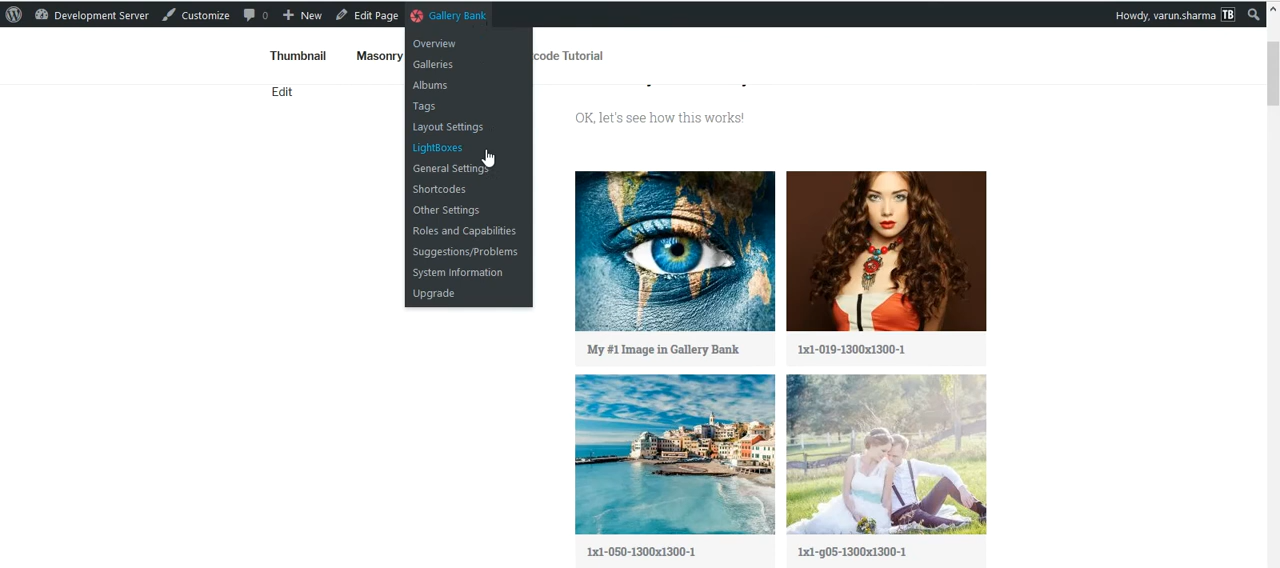 Development Server Customize 0 New Edit Page Gallery Bank Howdy, varun.sharma TB
Thumbnail Masonry code Tutorial
Edit
Overview
Galleries
Albums
Tags
Layout Settings
LightBoxes
General Settings
Shortcodes
Other Settings
Roles and Capabilities
Suggestions/Problems
System Information
Upgrade
OK, let's see how this works!
My #1 Image in Gallery Bank
1x1-019-1300x1300-1
1x1-050-1300x1300-1
1x1-g05-1300x1300-1